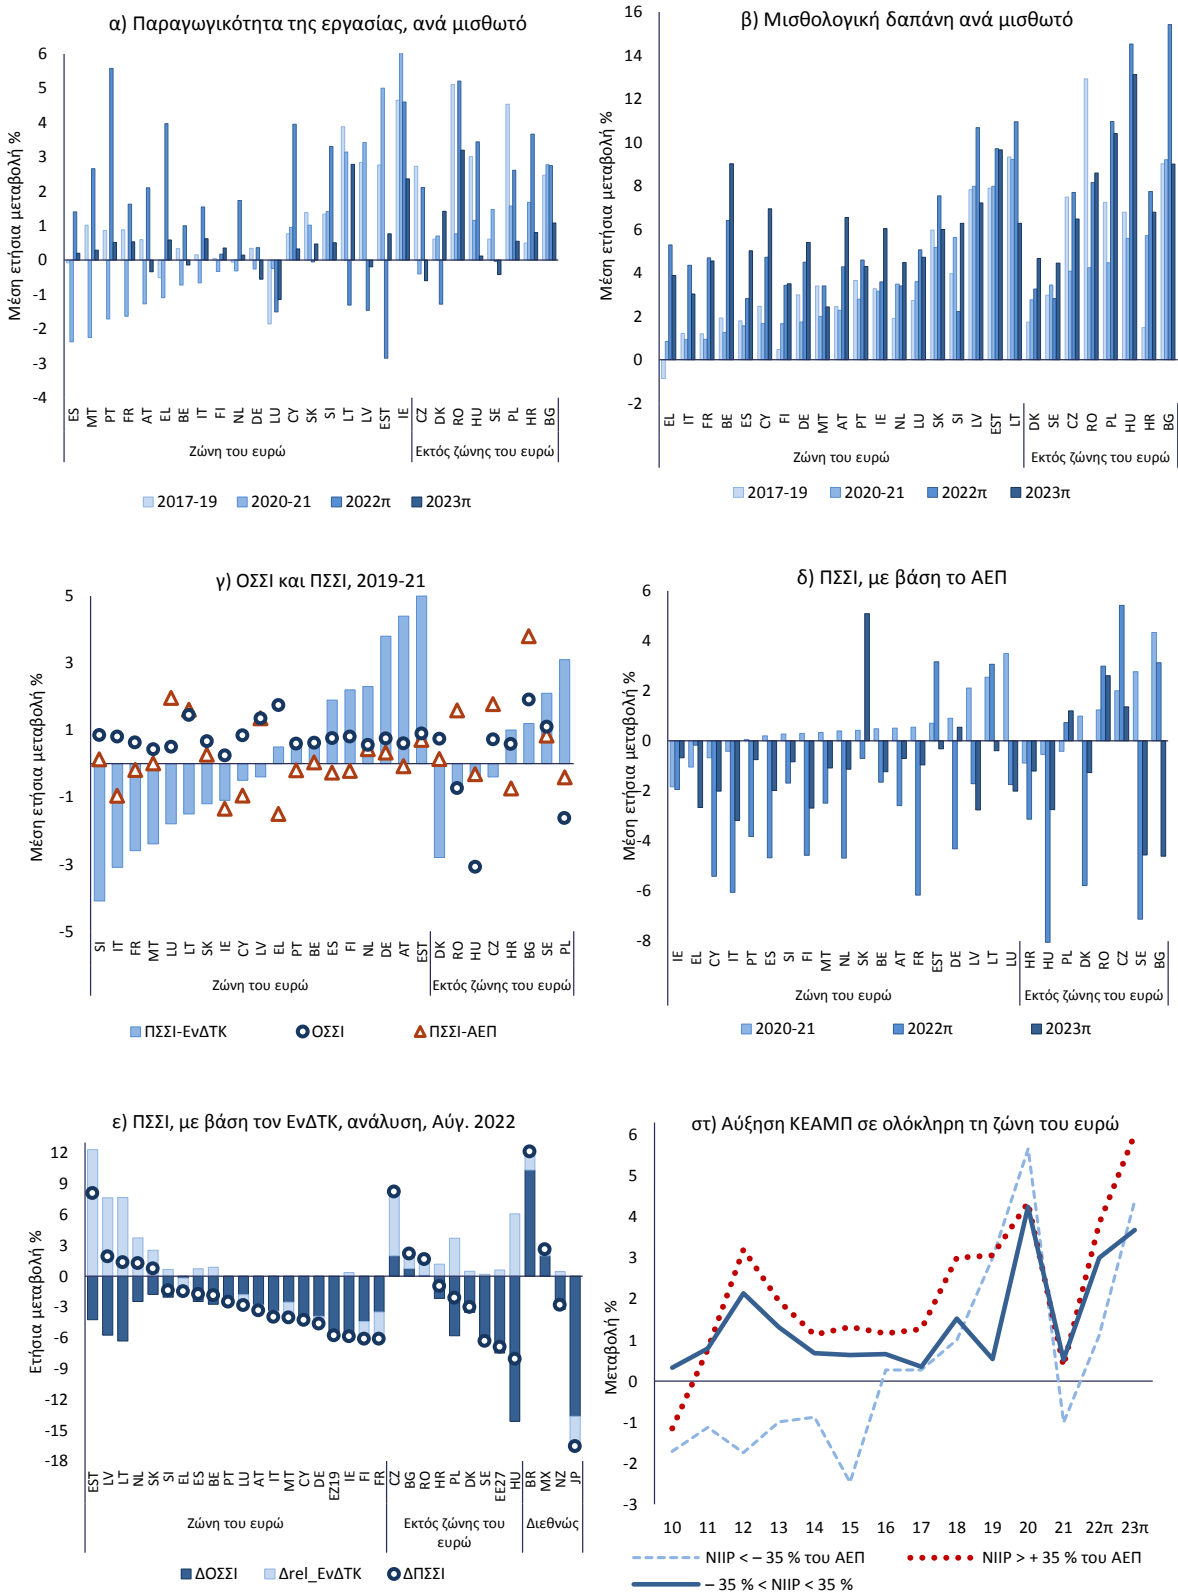 α) Παραγωγικότητα της εργασίας, ανά μισθωτό
Μέση ετήσια μεταβολή %
6
5
4
3
2
1
0
-1
-2
-3
-4
ES MT PT FR AT EL BE IT FI NL DE LU CY SK SI LT LV EST IE CZ DK RO HU SE PL HR BG
Ζώνη του ευρώ Εκτός ζώνης του ευρώ
2017-19 2020-21 2022π 2023π
β) Μισθολογική δαπάνη ανά μισθωτό
Μέση ετήσια μεταβολή %
16
14
12
10
8
6
4
2
0
-2
EL IT FR BE ES CY FI DE MT AT PT IE NL LU SK SI LV EST LT DK SE CZ RO PL HU HR BG
Ζώνη του ευρώ Εκτός ζώνης του ευρώ
2017-19 2020-21 2022π 2023π
γ) ΟΣΣΙ και ΠΣΣΙ, 2019-21
Μέση ετήσια μεταβολή %
5
3
1
-1
-3
-5
SI IT FR MT LU LT SK IE CY LV EL PT BE ES FI NL DE AT EST DK RO HU CZ HR BG SE PL
Ζώνη του ευρώ Εκτός ζώνης του ευρώ
ΠΣΣΙ-ΕνΔΤΚ ΟΣΣΙ ΠΣΣΙ-ΑΕΠ
δ) ΠΣΣΙ, με βάση το ΑΕΠ
Μέση ετήσια μεταβολή %
6
4
2
0
-2
-4
-6
-8
IE EL CY IT PT ES SI FI MT NL SK BE AT FR EST DE LV LT LU HR HU PL DK RO CZ SE BG
Ζώνη του ευρώ Εκτός ζώνης του ευρώ
2020-21 2022π 2023π
ε) ΠΣΣΙ, με βάση τον ΕνΔΤΚ, ανάλυση, Αύγ. 2022
Ετήσια μεταβολή %
12
9
6
3
0
-3
-6
-9
-12
-15
-18
EST LV LT NL SK SI EL ES BE PT LU AT IT MT CY DE EZ19 IE FI FR CZ BG RO HR PL DK SE EE27 HU BR MX NZ JP
Ζώνη του ευρώ Εκτός ζώνης του Διεθνώς
ευρώ
ΔΟΣΣΙ Δrel_ΕνΔΤΚ ΔΠΣΣΙ
στ) Αύξηση ΚΕΑΜΠ σε ολόκληρη τη ζώνη του ευρώ
Μεταβολή %
6
5
4
3
2
1
0
-1
-2
-3
10 11 12 13 14 15 16 17 18 19 20 21 22π 23π
NIIP < – 35 % του ΑΕΠ NIIP > + 35 % του ΑΕΠ
– 35 % < NIIP < 35 %